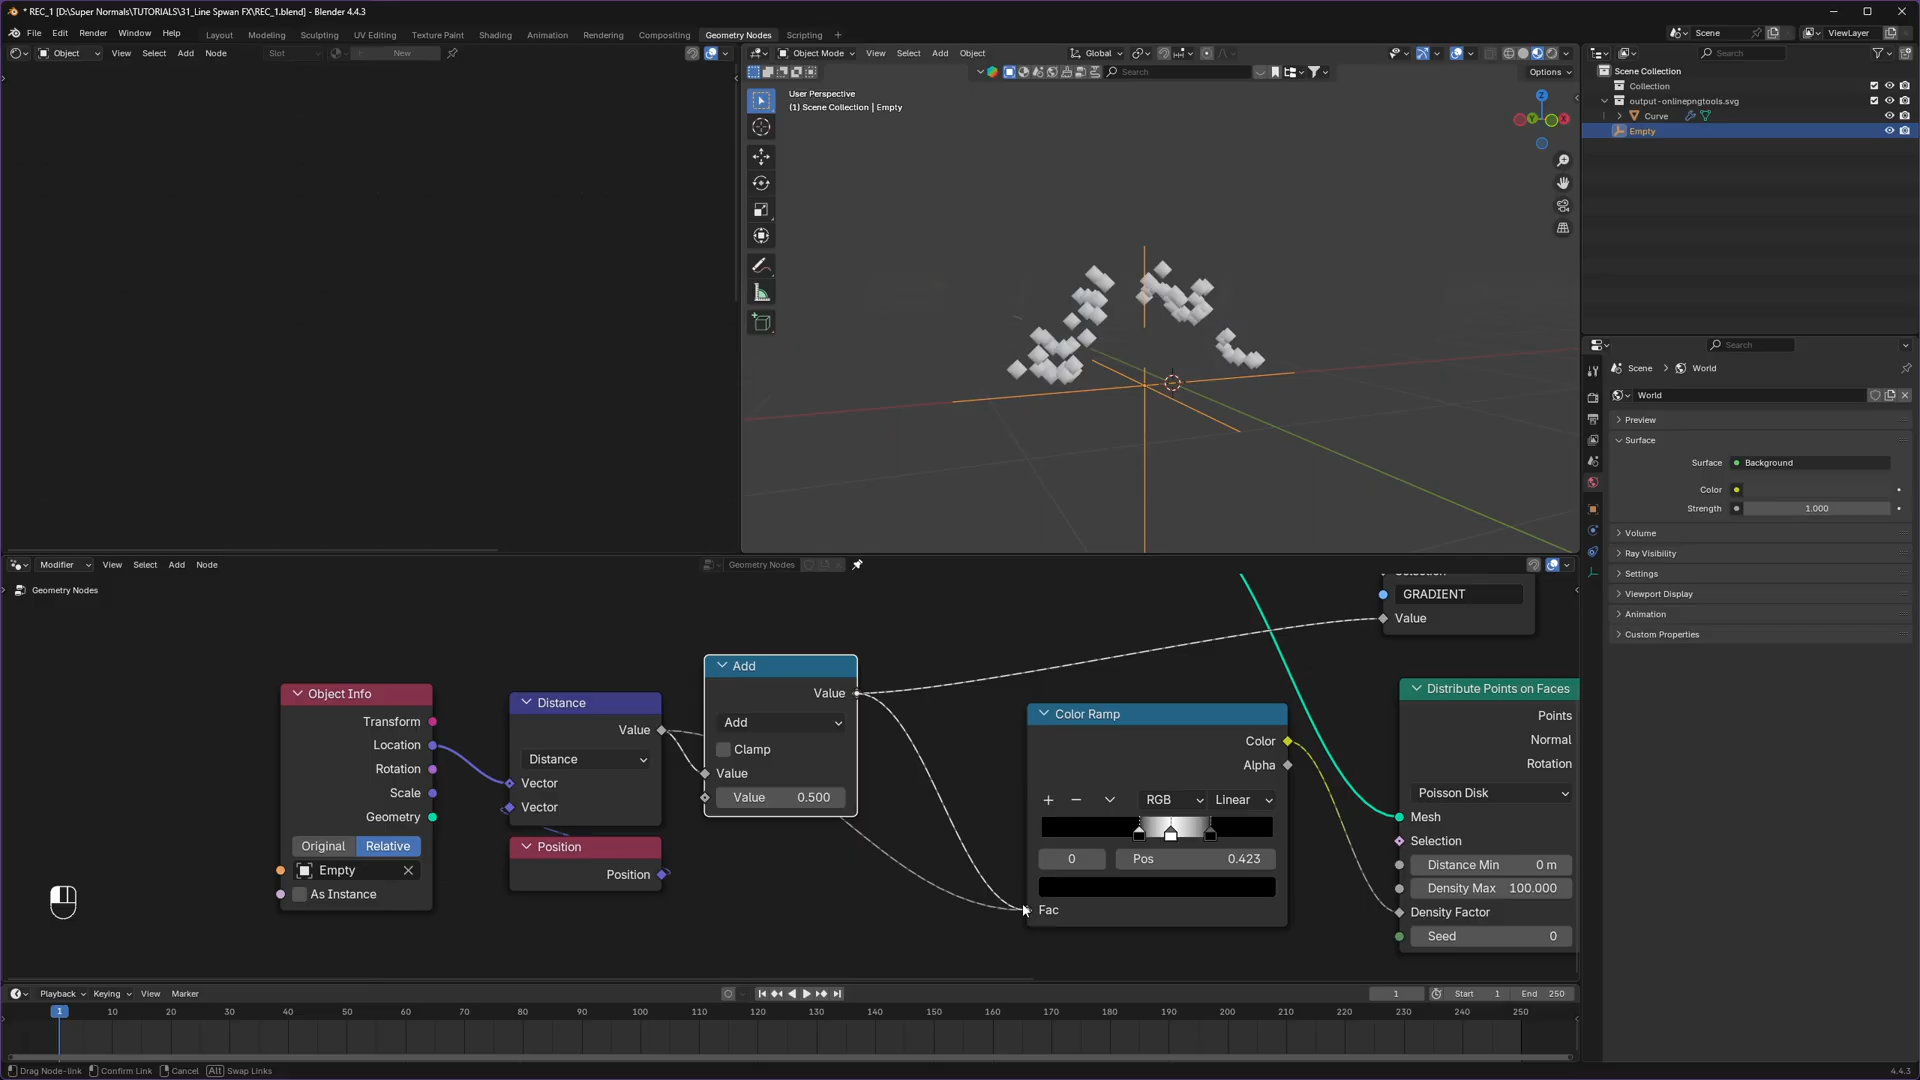 * REC_1 [D:\Super Normals\TUTORIALS\31_Line Spwan FX\REC_1.blend] - Blender 4.4.3
File Edit Render Window Help Layout Modeling Sculpting UV Editing Texture Paint Shading Animation Rendering Compositing Geometry Nodes Scripting + Scene ViewLayer
Object View Select Add Node Slot New
Object Mode View Select Add Object Global
Search Options
Search
User Perspective
(1) Scene Collection | Empty
Z
Y
X
Scene Collection
Collection
output-onlinepngtools.svg
Curve
Empty
Search
Scene > World
World
Preview
Surface
Surface Background
Color
Strength 1.000
Volume
Ray Visibility
Settings
Viewport Display
Animation
Custom Properties
Modifier View Select Add Node Geometry Nodes
Geometry Nodes
GRADIENT
Value
Object Info
Transform
Location
Rotation
Scale
Geometry
Original Relative
Empty
As Instance
Distance
Value
Distance
Vector
Vector
Position
Position
Add
Value
Add
Clamp
Value
Value 0.500
Color Ramp
Color
Alpha
RGB Linear
0 Pos 0.423
Fac
Distribute Points on Faces
Points
Normal
Rotation
Poisson Disk
Mesh
Selection
Distance Min 0 m
Density Max 100.000
Density Factor
Seed 0
Playback Keying View Marker 1 Start 1 End 250
1 10 20 30 40 50 60 70 80 90 100 110 120 130 140 150 160 170 180 190 200 210 220 230 240 250
Drag Node-link Confirm Link Cancel Alt Swap Links 4.4.3